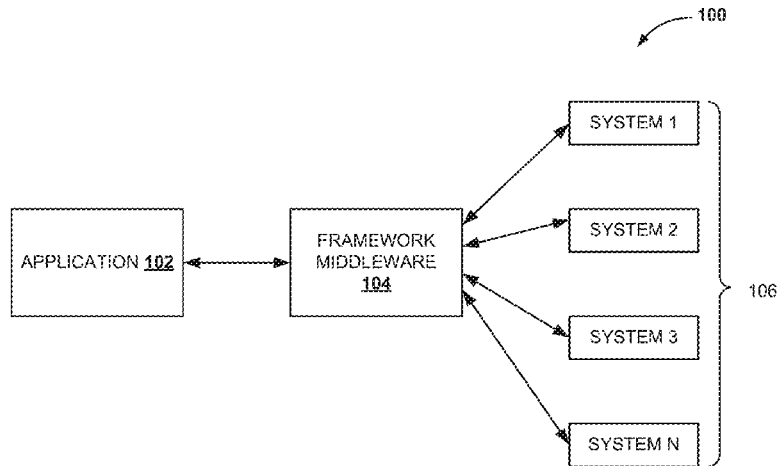 100
SYSTEM 1
SYSTEM 2
APPLICATION 102
FRAMEWORK
MIDDLEWARE
104
106
SYSTEM 3
SYSTEM N